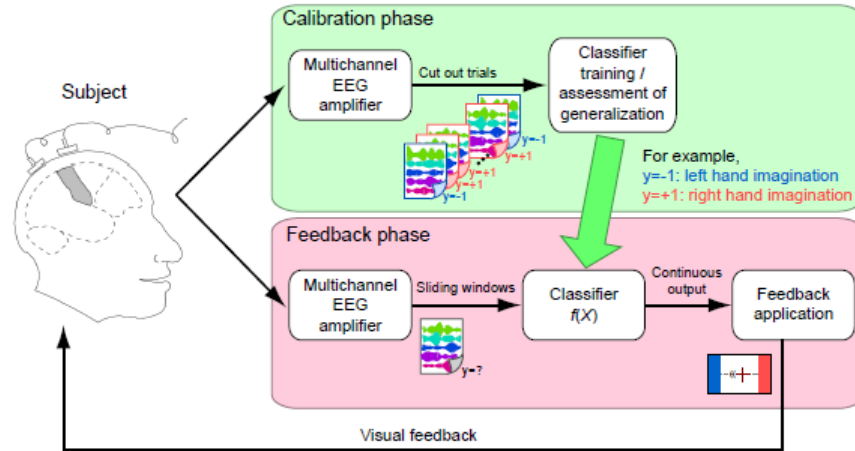 Calibration phase
Subject
Multichannel
EEG
amplifier
Cut out trials
Classifier
training /
assessment of
generalization
y=-1
y=+1
y=+1
y=+1
y=-1
For example,
y=-1: left hand imagination
y=+1: right hand imagination
Feedback phase
Multichannel
EEG
amplifier
Sliding windows
y=?
Classifier
f(X)
Continuous
output
Feedback
application
Visual feedback